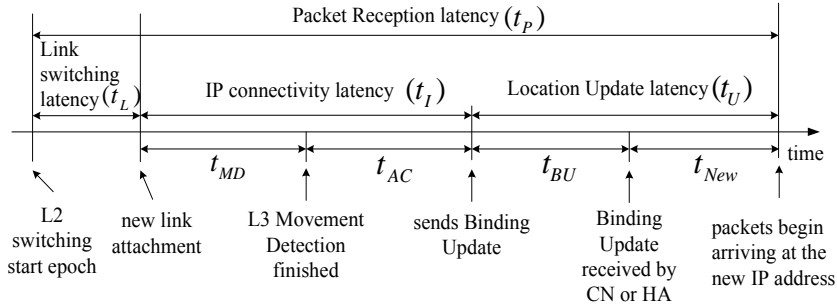 Packet Reception latency (t_P)
Link
switching
latency (t_L)
IP connectivity latency (t_I)
Location Update latency (t_U)
time
t_MD
t_AC
t_BU
t_New
L2
switching
start epoch
new link
attachment
L3 Movement
Detection
finished
sends Binding
Update
Binding
Update
received by
CN or HA
packets begin
arriving at the
new IP address